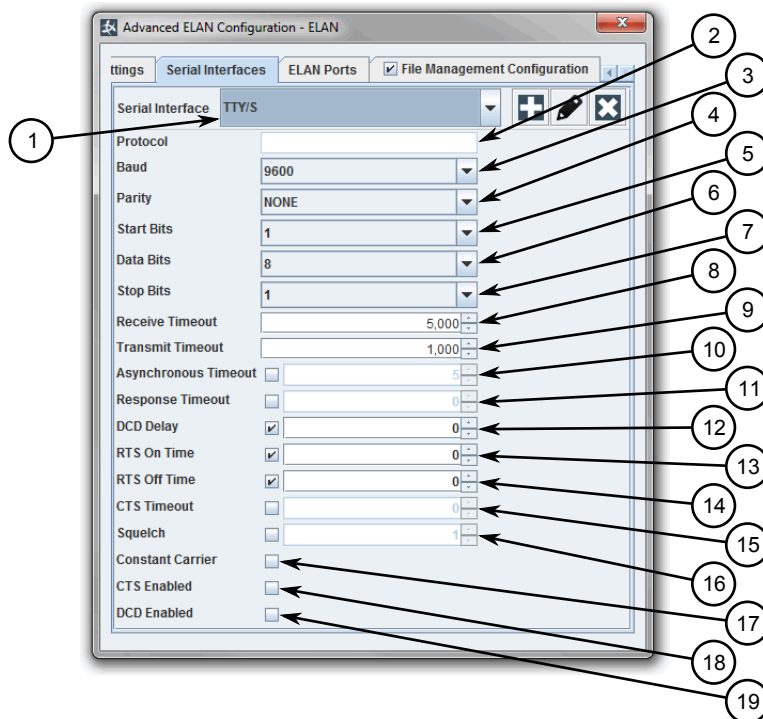 Advanced ELAN Configuration - ELAN
x
ttings Serial Interfaces ELAN Ports File Management Configuration
Serial Interface TTY/S
Protocol
Baud 9600
Parity NONE
Start Bits 1
Data Bits 8
Stop Bits 1
Receive Timeout 5,000
Transmit Timeout 1,000
Asynchronous Timeout 5
Response Timeout 0
DCD Delay 0
RTS On Time 0
RTS Off Time 0
CTS Timeout 0
Squelch 1
Constant Carrier
CTS Enabled
DCD Enabled
1
2
3
4
5
6
7
8
9
10
11
12
13
14
15
16
17
18
19